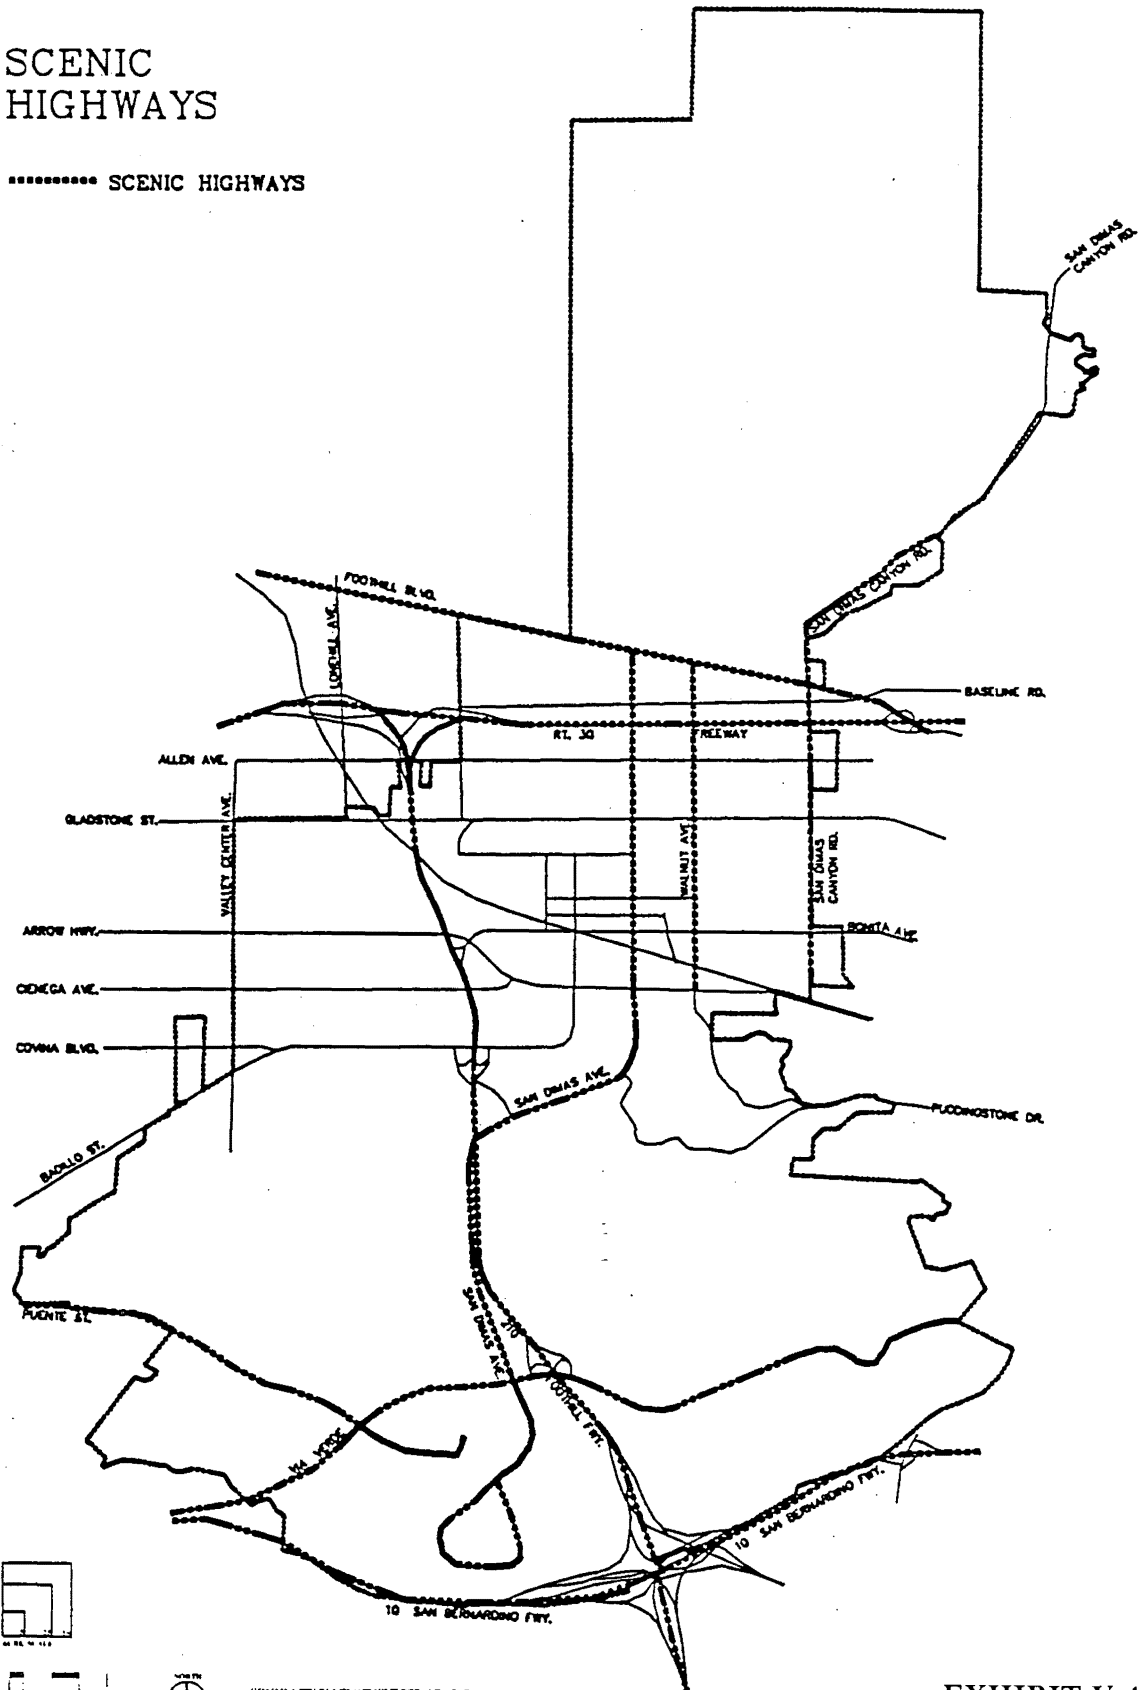 SCENIC
HIGHWAYS
SCENIC HIGHWAYS
SAN DIMAS
CANYON RD.
SAN DIMAS CANYON RD.
FOOTHILL BLVD.
LONEHILL AVE.
BASELINE RD.
RT. 30
FREEWAY
ALLEN AVE.
GLADSTONE ST.
VALLEY CENTER AVE.
WALNUT AVE.
SAN DIMAS
CANYON RD.
ARROW HWY.
BONITA AVE
CIENEGA AVE.
COVINA BLVD.
SAN DIMAS AVE.
PUDDINGSTONE DR.
BADILLO ST.
PUENTE ST.
SAN DIMAS AVE
210
FOOTHILL FWY.
VIA VERDE
10 SAN BERNARDINO FWY.
10 SAN BERNARDINO FWY.
NORTH